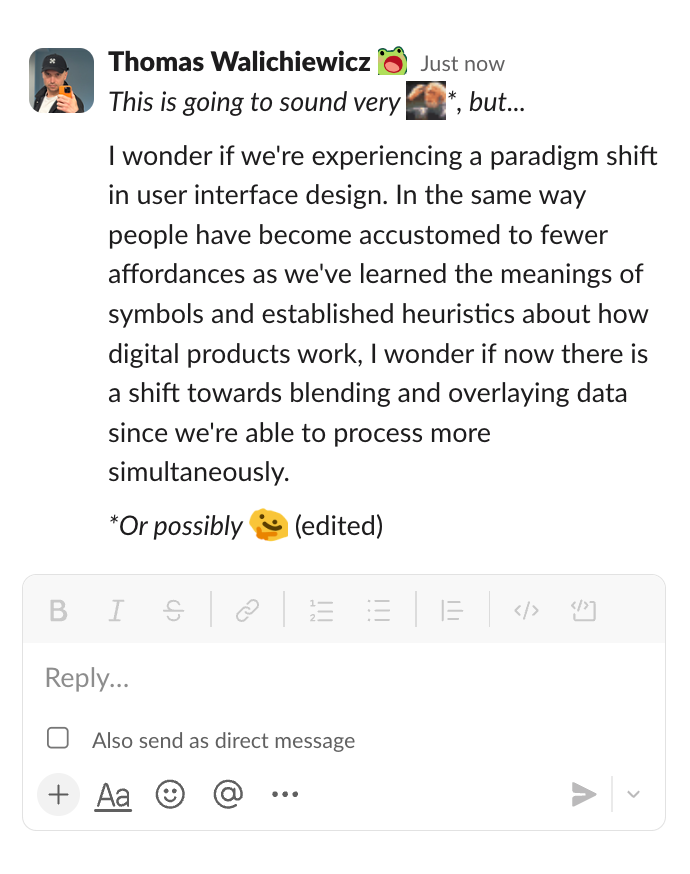 Thomas Walichiewicz Just now
This is going to sound very *, but...
I wonder if we're experiencing a paradigm shift
in user interface design. In the same way
people have become accustomed to fewer
affordances as we've learned the meanings of
symbols and established heuristics about how
digital products work, I wonder if now there is
a shift towards blending and overlaying data
since we're able to process more
simultaneously.
*Or possibly (edited)
B I S </>
Reply...
Also send as direct message
+ Aa @